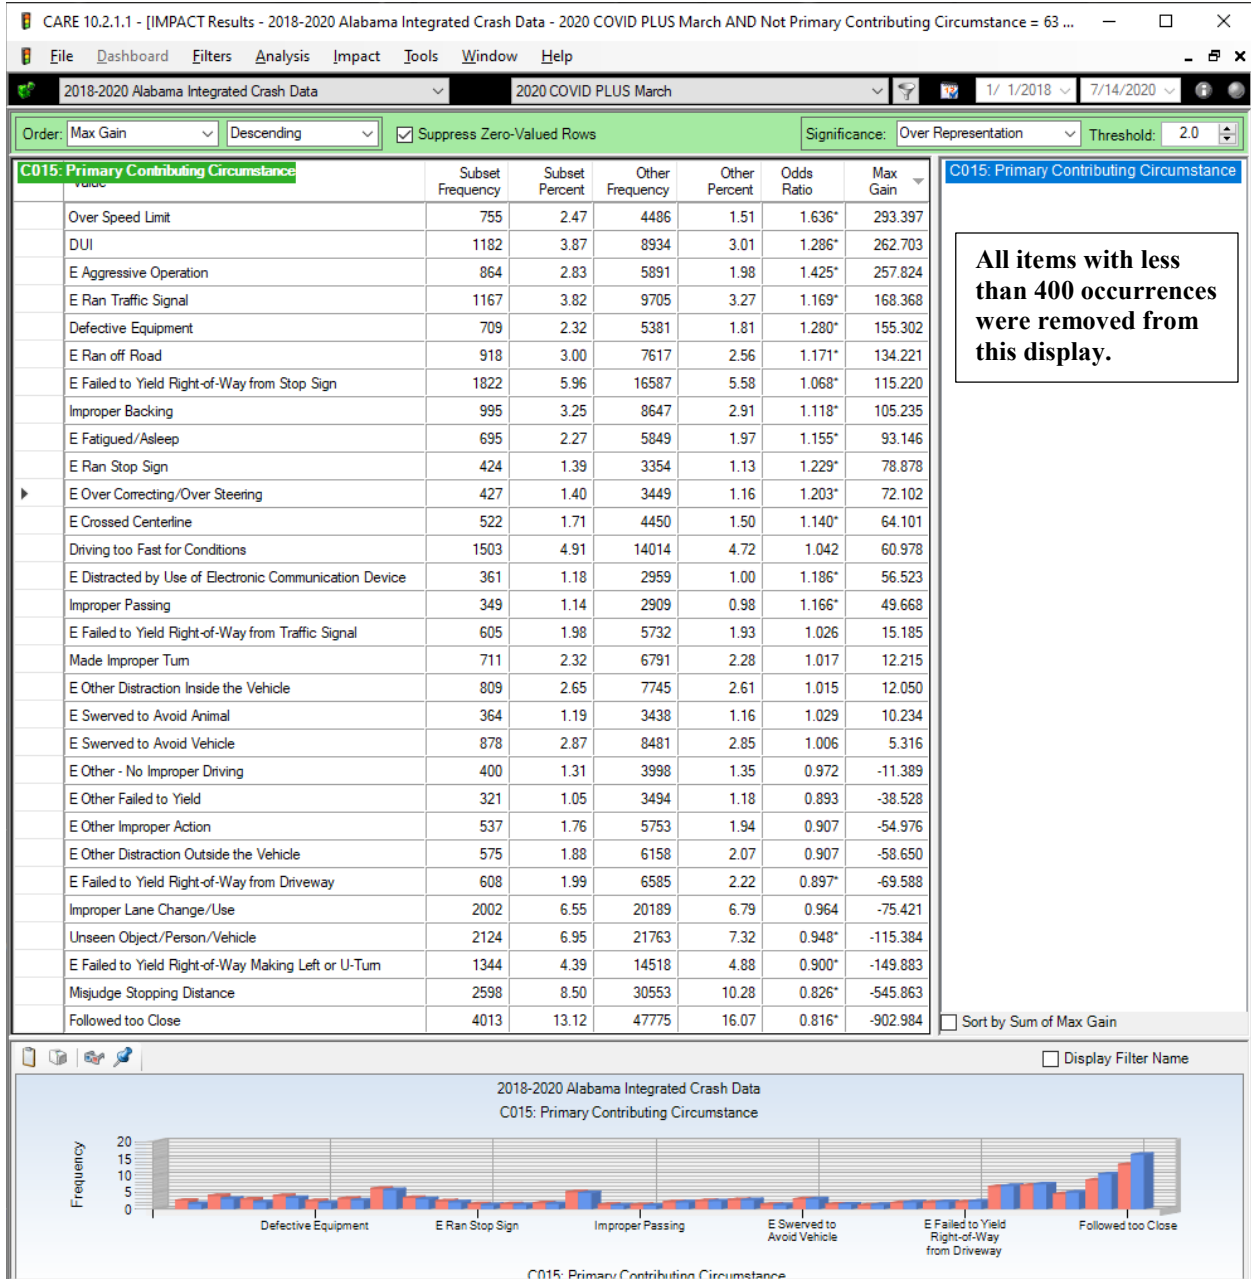 CARE 10.2.1.1 - [IMPACT Results - 2018-2020 Alabama Integrated Crash Data - 2020 COVID PLUS March AND Not Primary Contributing Circumstance = 63 ...
File Dashboard Filters Analysis Impact Tools Window Help
2018-2020 Alabama Integrated Crash Data 2020 COVID PLUS March 1/ 1/2018 7/14/2020
Order: Max Gain Descending Suppress Zero-Valued Rows Significance: Over Representation Threshold: 2.0
C015: Primary Contributing Circumstance Subset Frequency Subset Percent Other Frequency Other Percent Odds Ratio Max Gain
Over Speed Limit 755 2.47 4486 1.51 1.636* 293.397
DUI 1182 3.87 8934 3.01 1.286* 262.703
E Aggressive Operation 864 2.83 5891 1.98 1.425* 257.824
E Ran Traffic Signal 1167 3.82 9705 3.27 1.169* 168.368
Defective Equipment 709 2.32 5381 1.81 1.280* 155.302
E Ran off Road 918 3.00 7617 2.56 1.171* 134.221
E Failed to Yield Right-of-Way from Stop Sign 1822 5.96 16587 5.58 1.068* 115.220
Improper Backing 995 3.25 8647 2.91 1.118* 105.235
E Fatigued/Asleep 695 2.27 5849 1.97 1.155* 93.146
E Ran Stop Sign 424 1.39 3354 1.13 1.229* 78.878
E Over Correcting/Over Steering 427 1.40 3449 1.16 1.203* 72.102
E Crossed Centerline 522 1.71 4450 1.50 1.140* 64.101
Driving too Fast for Conditions 1503 4.91 14014 4.72 1.042 60.978
E Distracted by Use of Electronic Communication Device 361 1.18 2959 1.00 1.186* 56.523
Improper Passing 349 1.14 2909 0.98 1.166* 49.668
E Failed to Yield Right-of-Way from Traffic Signal 605 1.98 5732 1.93 1.026 15.185
Made Improper Turn 711 2.32 6791 2.28 1.017 12.215
E Other Distraction Inside the Vehicle 809 2.65 7745 2.61 1.015 12.050
E Swerved to Avoid Animal 364 1.19 3438 1.16 1.029 10.234
E Swerved to Avoid Vehicle 878 2.87 8481 2.85 1.006 5.316
E Other - No Improper Driving 400 1.31 3998 1.35 0.972 -11.389
E Other Failed to Yield 321 1.05 3494 1.18 0.893 -38.528
E Other Improper Action 537 1.76 5753 1.94 0.907 -54.976
E Other Distraction Outside the Vehicle 575 1.88 6158 2.07 0.907 -58.650
E Failed to Yield Right-of-Way from Driveway 608 1.99 6585 2.22 0.897* -69.588
Improper Lane Change/Use 2002 6.55 20189 6.79 0.964 -75.421
Unseen Object/Person/Vehicle 2124 6.95 21763 7.32 0.948* -115.384
E Failed to Yield Right-of-Way Making Left or U-Turn 1344 4.39 14518 4.88 0.900* -149.883
Misjudge Stopping Distance 2598 8.50 30553 10.28 0.826* -545.863
Followed too Close 4013 13.12 47775 16.07 0.816* -902.984
C015: Primary Contributing Circumstance
All items with less
than 400 occurrences
were removed from
this display.
Sort by Sum of Max Gain
Display Filter Name
2018-2020 Alabama Integrated Crash Data
C015: Primary Contributing Circumstance
Frequency
20
15
10
5
0
Defective Equipment
E Ran Stop Sign
Improper Passing
E Swerved to
Avoid Vehicle
E Failed to Yield
Right-of-Way
from Driveway
Followed too Close
C015: Primary Contributing Circumstance